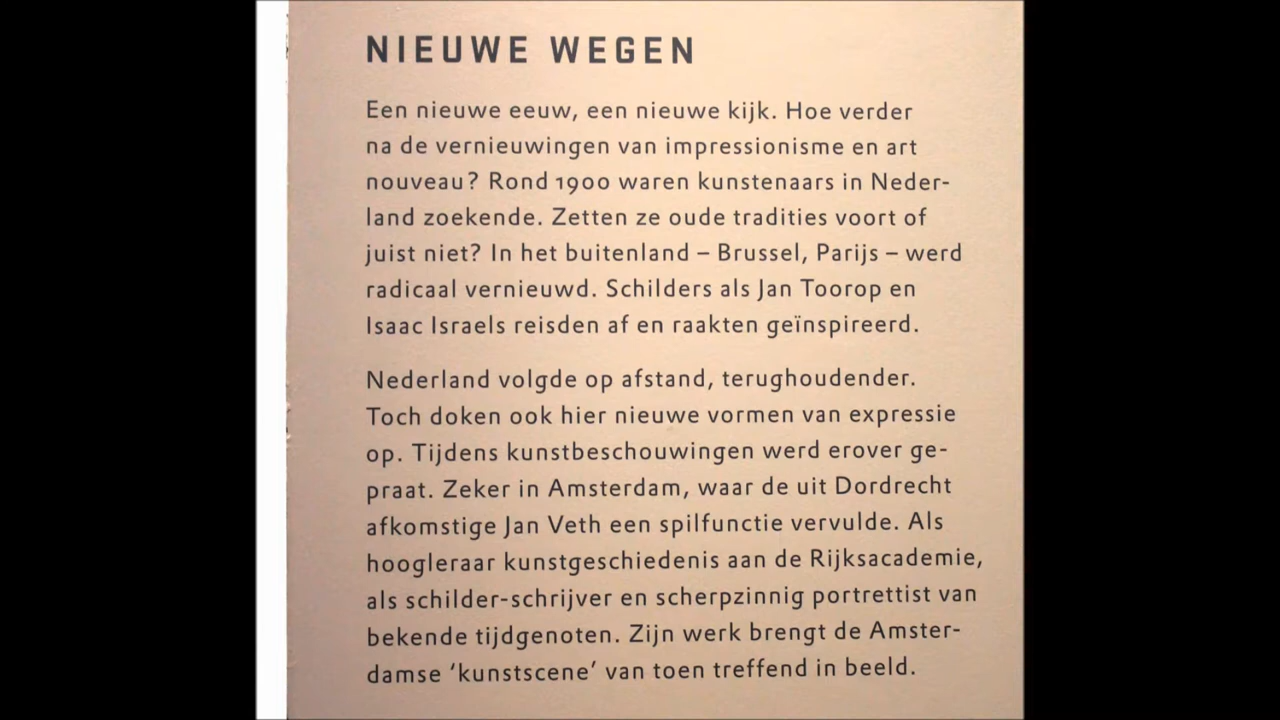 NIEUWE WEGEN
Een nieuwe eeuw, een nieuwe kijk. Hoe verder
na de vernieuwingen van impressionisme en art
nouveau? Rond 1900 waren kunstenaars in Neder-
land zoekende. Zetten ze oude tradities voort of
juist niet? In het buitenland – Brussel, Parijs – werd
radicaal vernieuwd. Schilders als Jan Toorop en
Isaac Israels reisden af en raakten geïnspireerd.
Nederland volgde op afstand, terughoudender.
Toch doken ook hier nieuwe vormen van expressie
op. Tijdens kunstbeschouwingen werd erover ge-
praat. Zeker in Amsterdam, waar de uit Dordrecht
afkomstige Jan Veth een spilfunctie vervulde. Als
hoogleraar kunstgeschiedenis aan de Rijksacademie,
als schilder-schrijver en scherpzinnig portrettist van
bekende tijdgenoten. Zijn werk brengt de Amster-
damse ‘kunstscene’ van toen treffend in beeld.